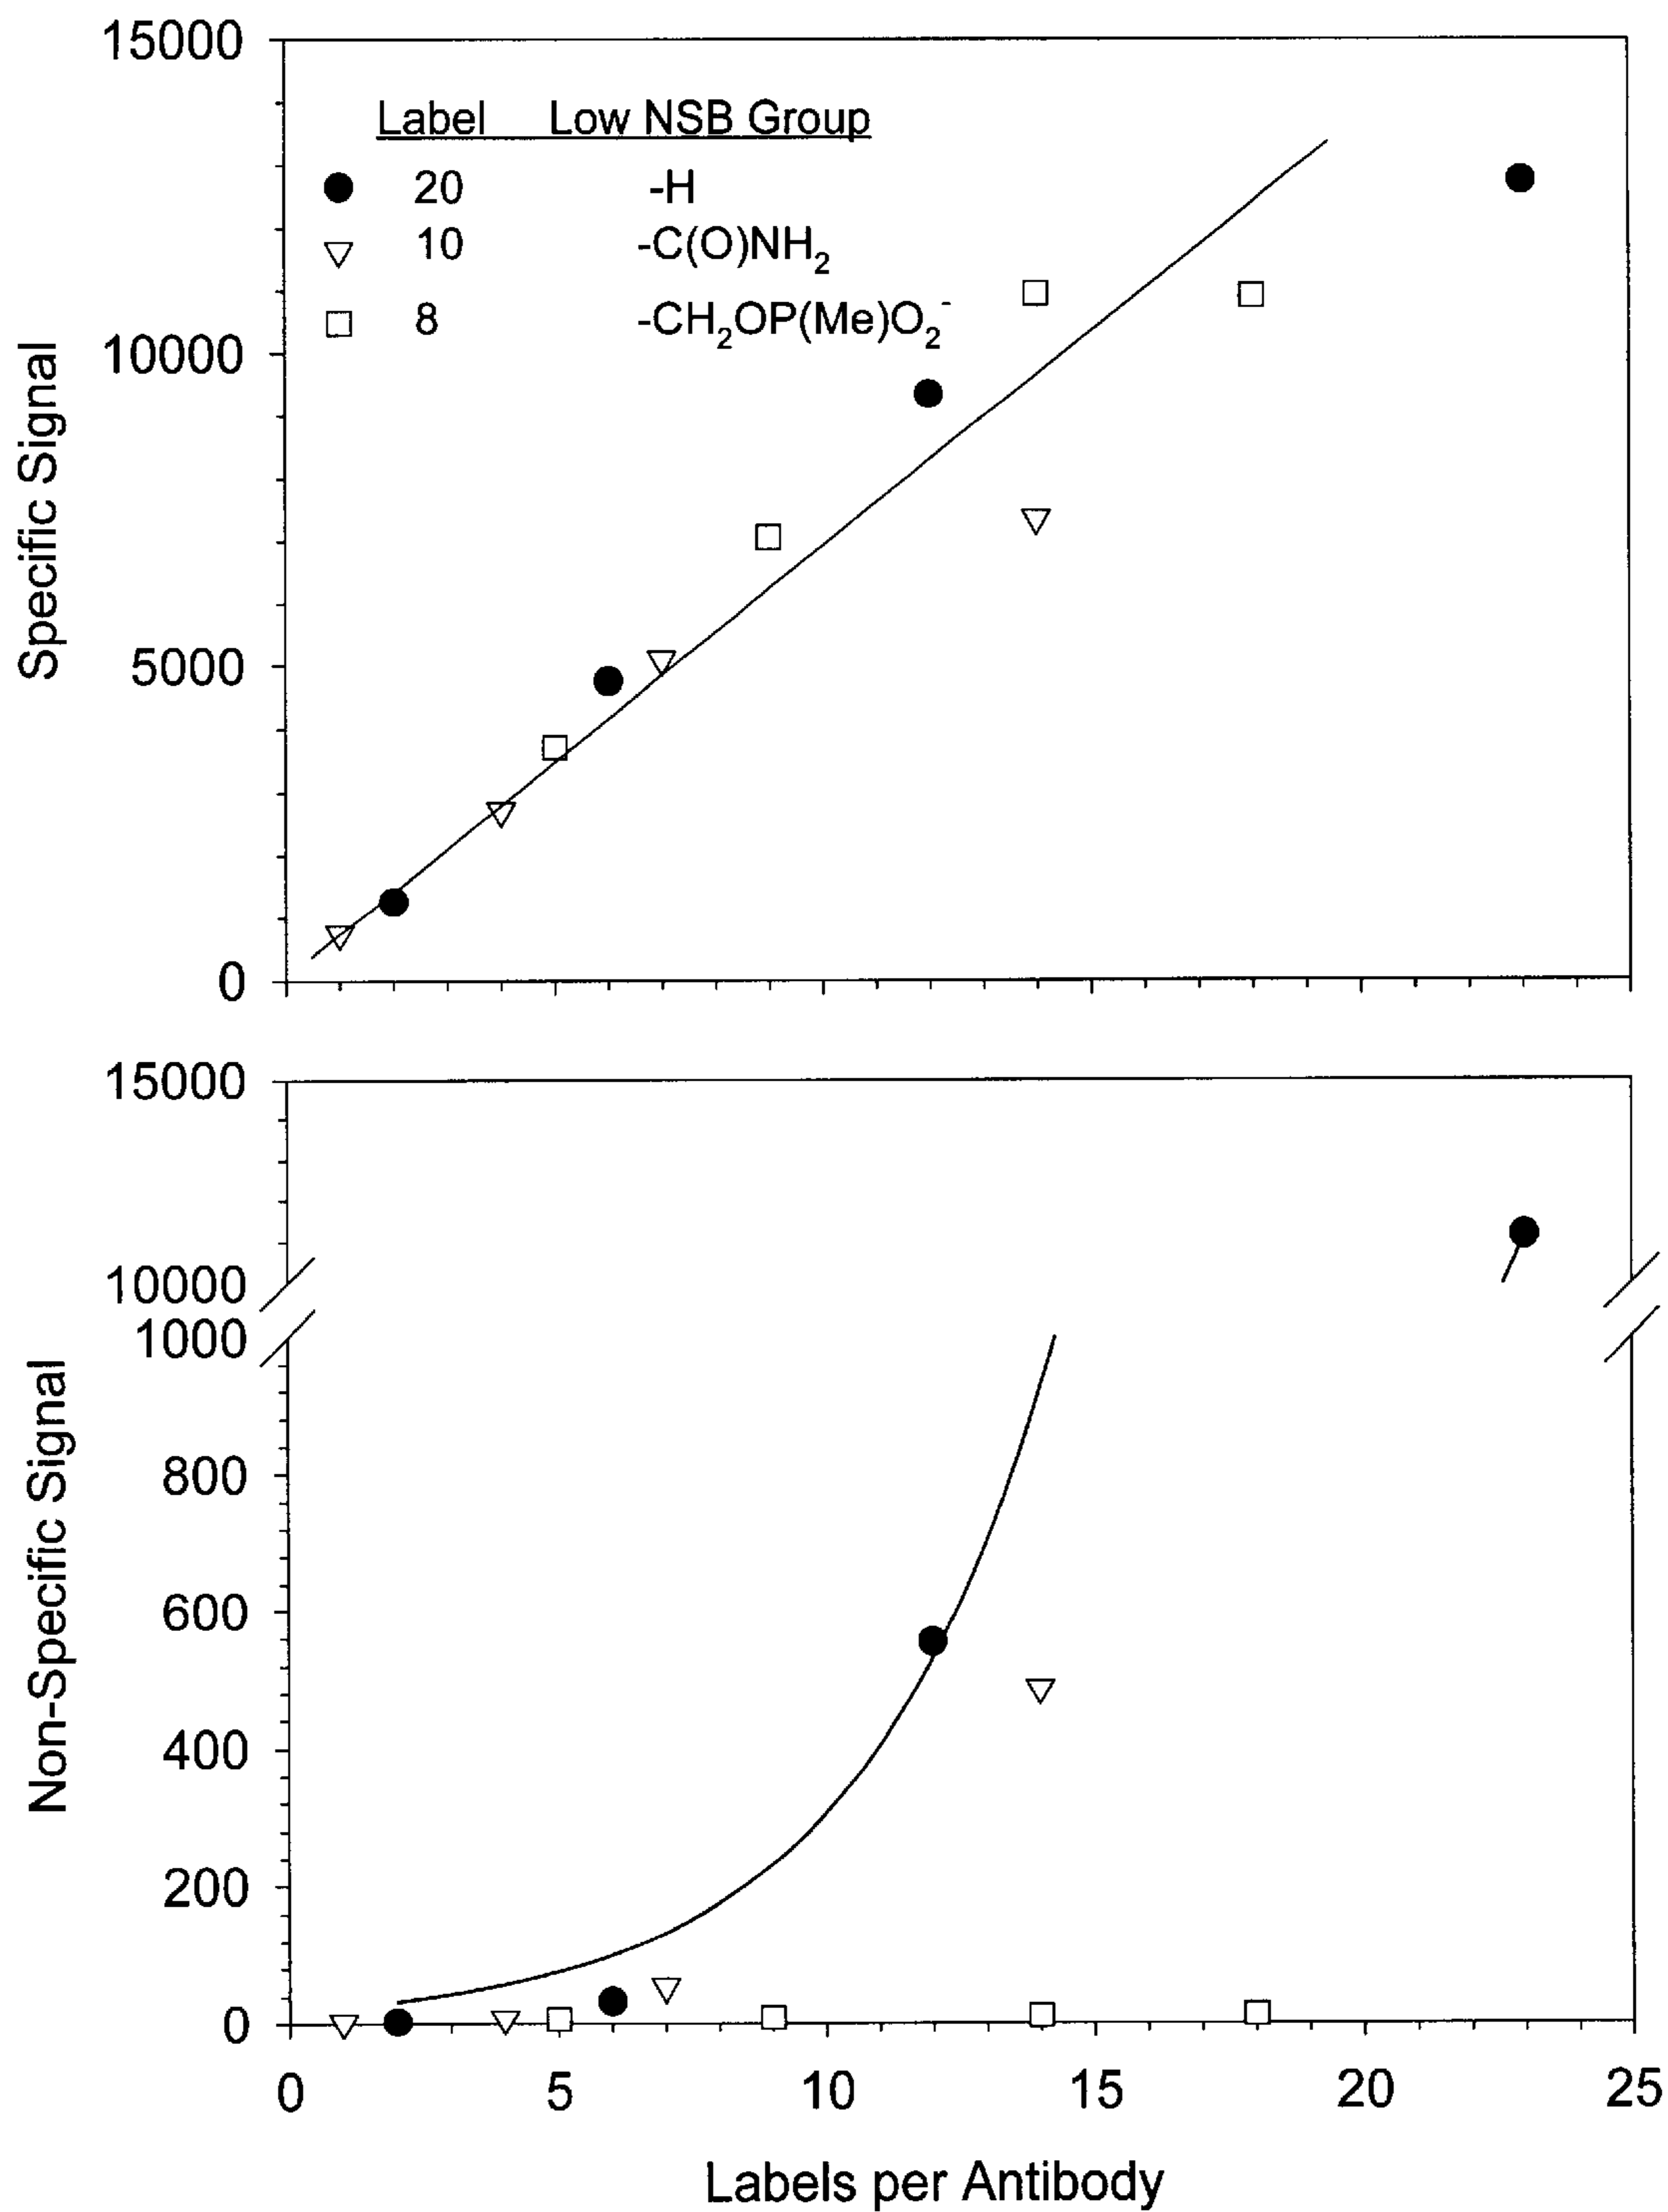 15000
Label Low NSB Group
20 -H
10 -C(O)NH₂
8 -CH₂OP(Me)O₂⁻
10000
5000
0
Specific Signal
15000
10000
1000
800
600
400
200
0
Non-Specific Signal
0 5 10 15 20 25
Labels per Antibody